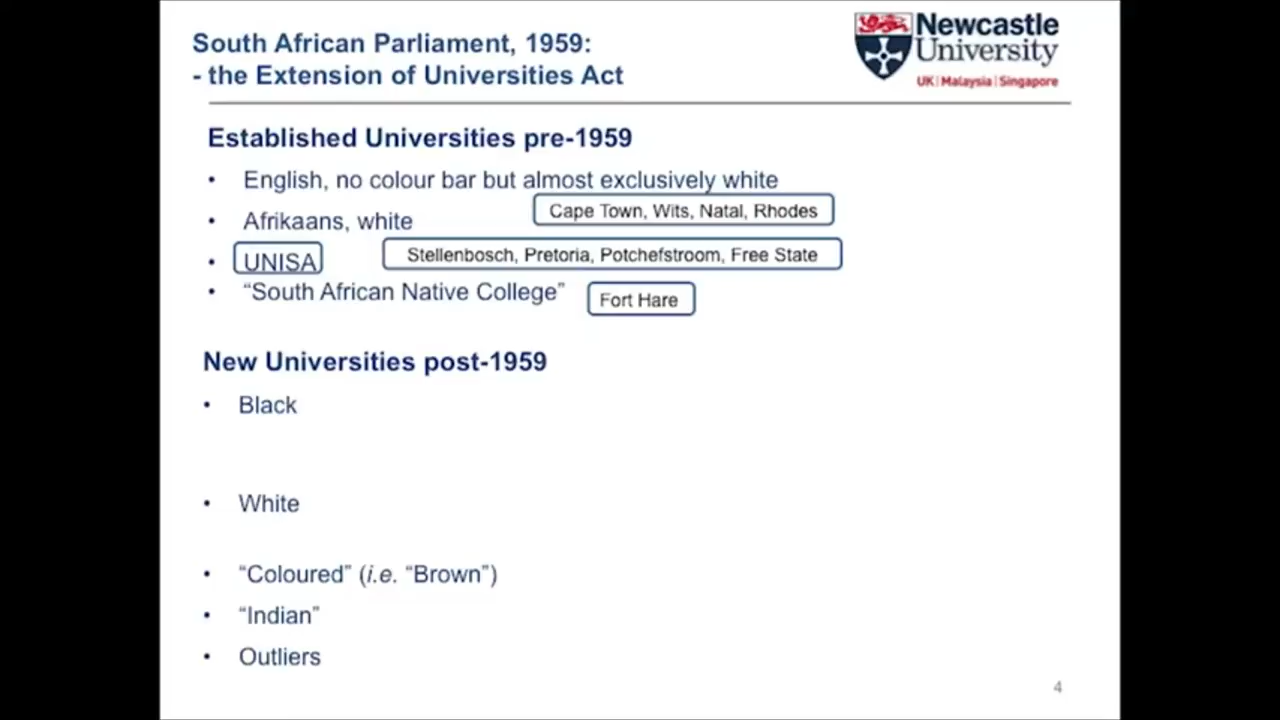 South African Parliament, 1959:
- the Extension of Universities Act
Newcastle
University
UK | Malaysia | Singapore
Established Universities pre-1959
• English, no colour bar but almost exclusively white
Cape Town, Wits, Natal, Rhodes
• Afrikaans, white
Stellenbosch, Pretoria, Potchefstroom, Free State
• UNISA
• “South African Native College”
Fort Hare
New Universities post-1959
• Black
• White
• “Coloured” (i.e. “Brown”)
• “Indian”
• Outliers
4